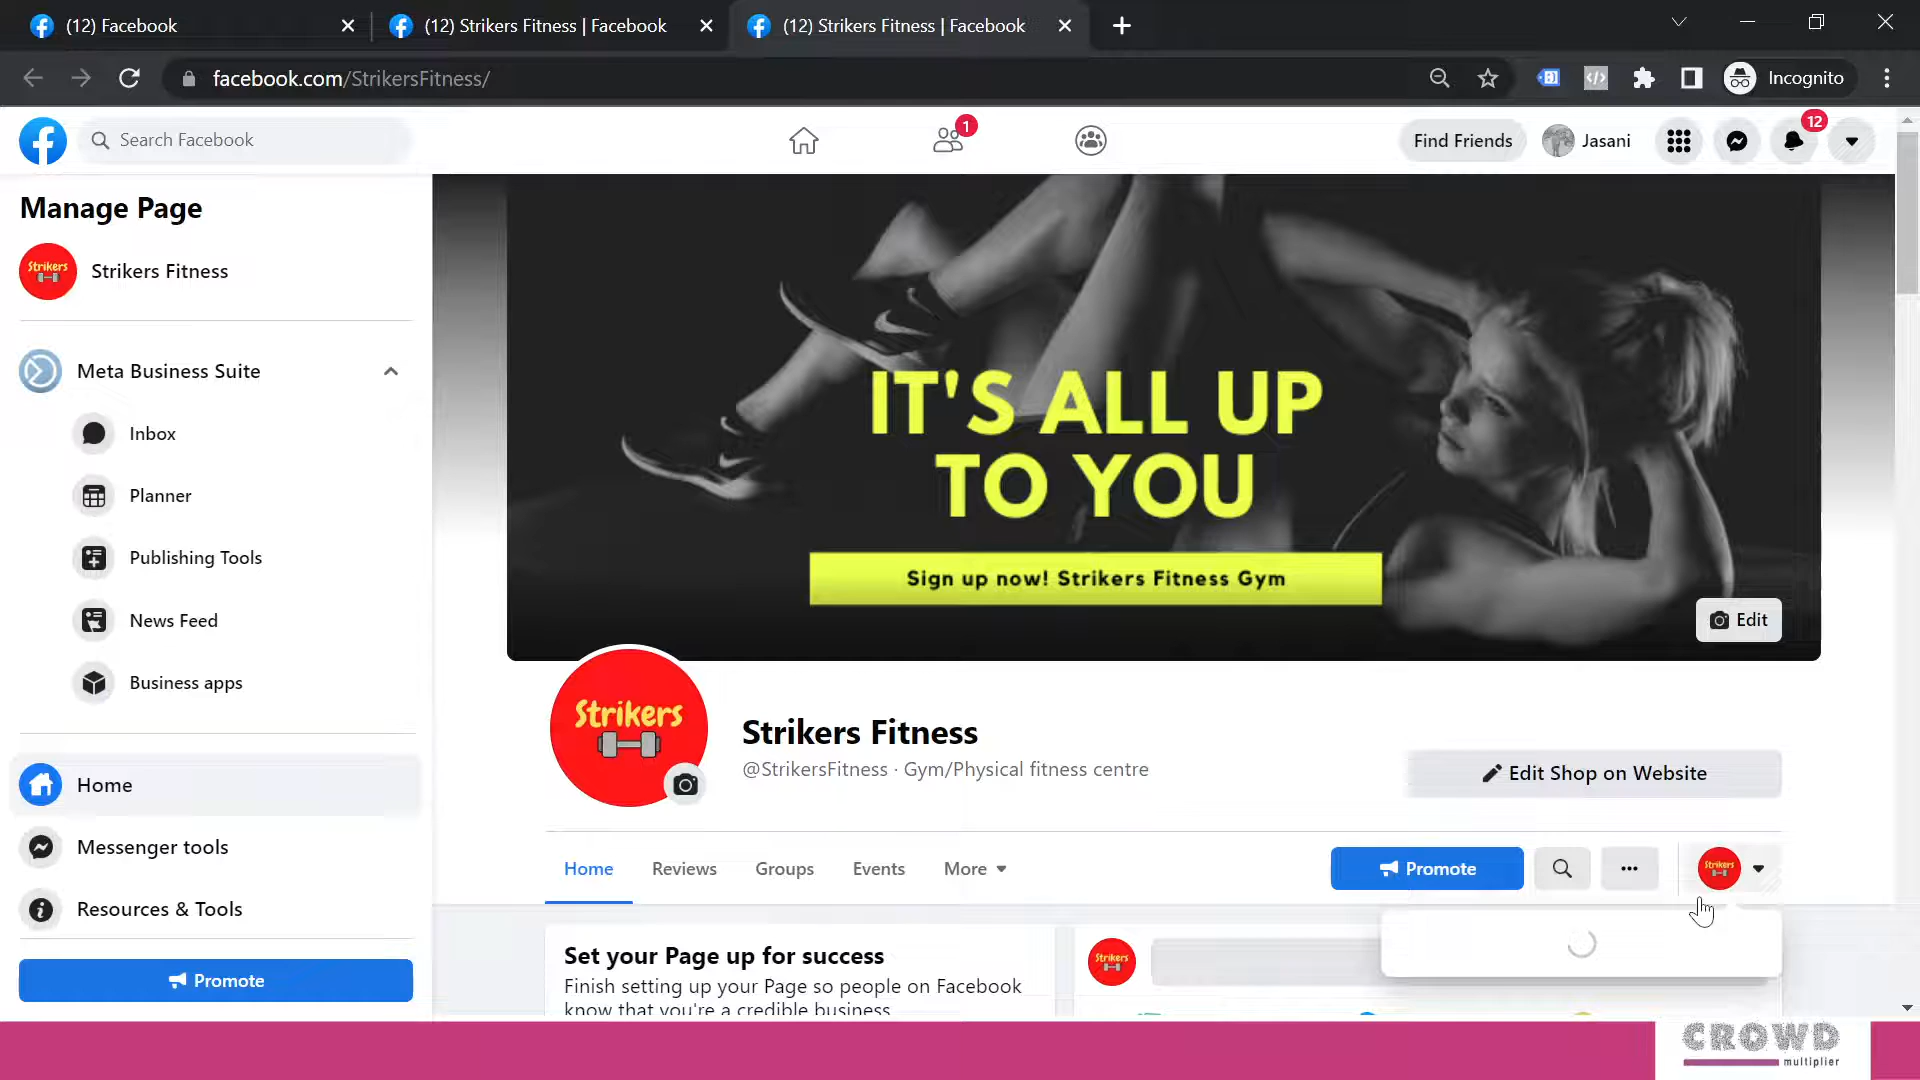 (12) Facebook
(12) Strikers Fitness | Facebook
(12) Strikers Fitness | Facebook
facebook.com/StrikersFitness/
Incognito
Search Facebook
1
Find Friends
Jasani
12
Manage Page
Strikers
Strikers Fitness
Meta Business Suite
Inbox
Planner
Publishing Tools
News Feed
Business apps
Home
Messenger tools
Resources & Tools
Promote
IT'S ALL UP
TO YOU
Sign up now! Strikers Fitness Gym
Edit
Strikers
Strikers Fitness
@StrikersFitness · Gym/Physical fitness centre
Edit Shop on Website
Home
Reviews
Groups
Events
More
Promote
Strikers
Set your Page up for success
Finish setting up your Page so people on Facebook
know that you're a credible business
Strikers
CROWD
multiplier